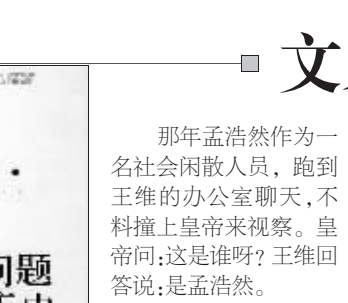 文
那年孟浩然作为一
名社会闲散人员，跑到
王维的办公室聊天，不
料撞上皇帝来视察。皇
帝问：这是谁呀？王维回
答说：是孟浩然。
问题